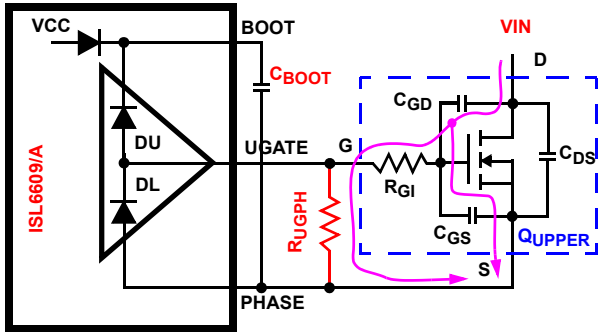 VCC
BOOT
VIN
D
CBOOT
CGD
DU
UGATE
G
CDS
DL
RGI
ISL6609/A
RUGPH
CGS
QUPPER
S
PHASE